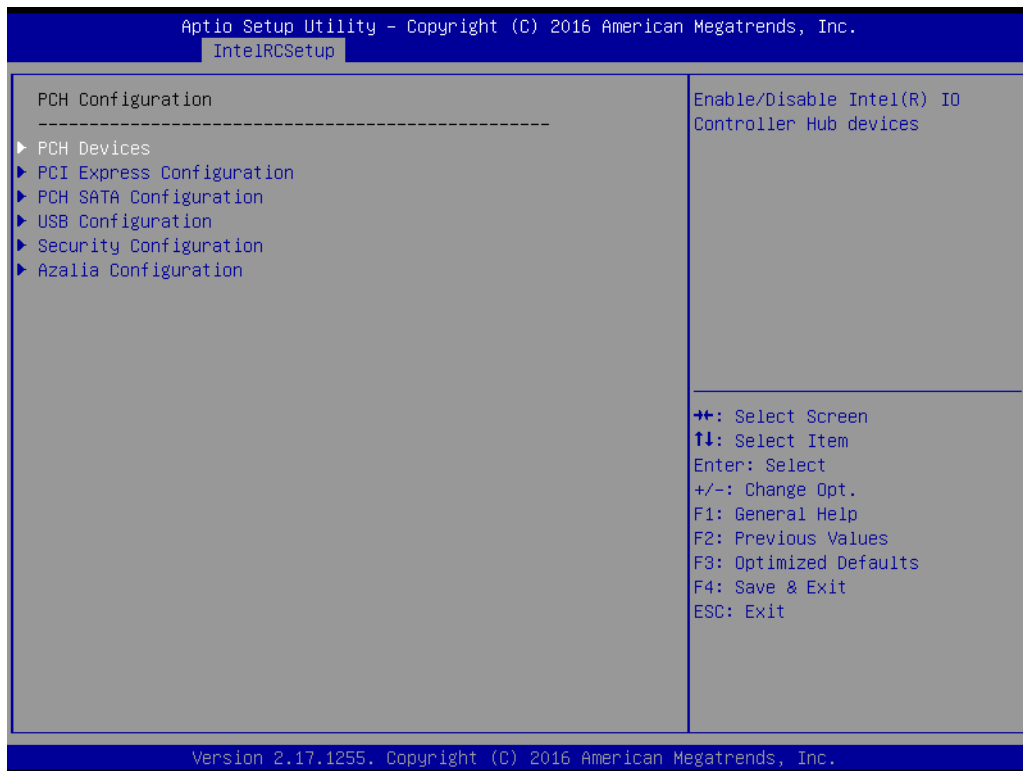 Aptio Setup Utility – Copyright (C) 2016 American Megatrends, Inc.
IntelRCSetup
PCH Configuration
--------------------------------------------------
► PCH Devices
► PCI Express Configuration
► PCH SATA Configuration
► USB Configuration
► Security Configuration
► Azalia Configuration
Enable/Disable Intel(R) IO
Controller Hub devices
→←: Select Screen
↑↓: Select Item
Enter: Select
+/-: Change Opt.
F1: General Help
F2: Previous Values
F3: Optimized Defaults
F4: Save & Exit
ESC: Exit
Version 2.17.1255. Copyright (C) 2016 American Megatrends, Inc.